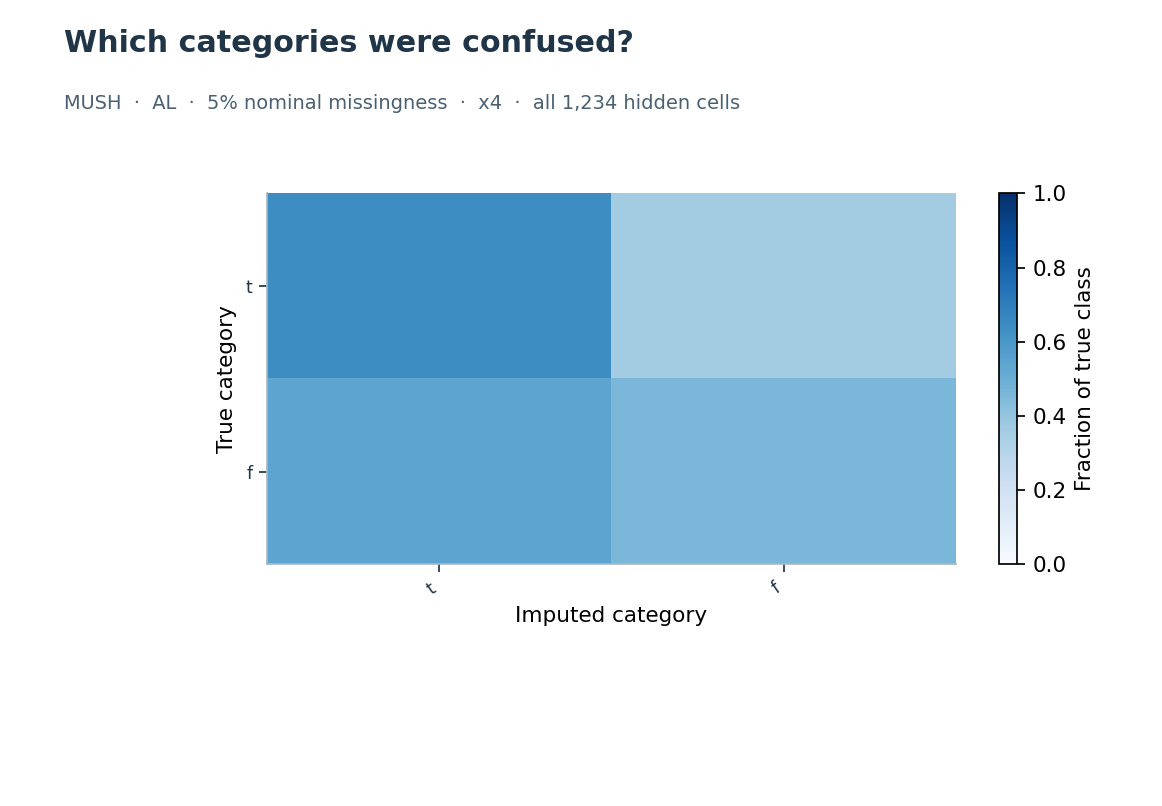 Which categories were confused?
MUSH · AL · 5% nominal missingness · x4 · all 1,234 hidden cells
True category
t
f
t
f
Imputed category
1.0
0.8
0.6
0.4
0.2
0.0
Fraction of true class